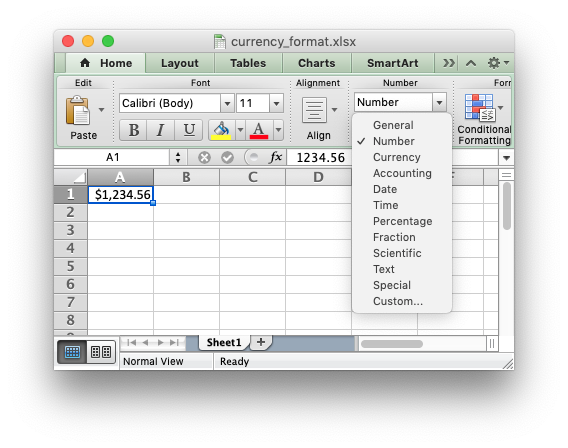 currency_format.xlsx
Home Layout Tables Charts SmartArt
Edit Font Alignment Number
Calibri (Body) 11 Number
Paste B I U A Align Conditional
Formatting
A1 fx 1234.56
General
Number
Currency
Accounting
Date
Time
Percentage
Fraction
Scientific
Text
Special
Custom...
A B C D
1 $1,234.56
2
3
4
5
6
7
8
Sheet1
Normal View Ready